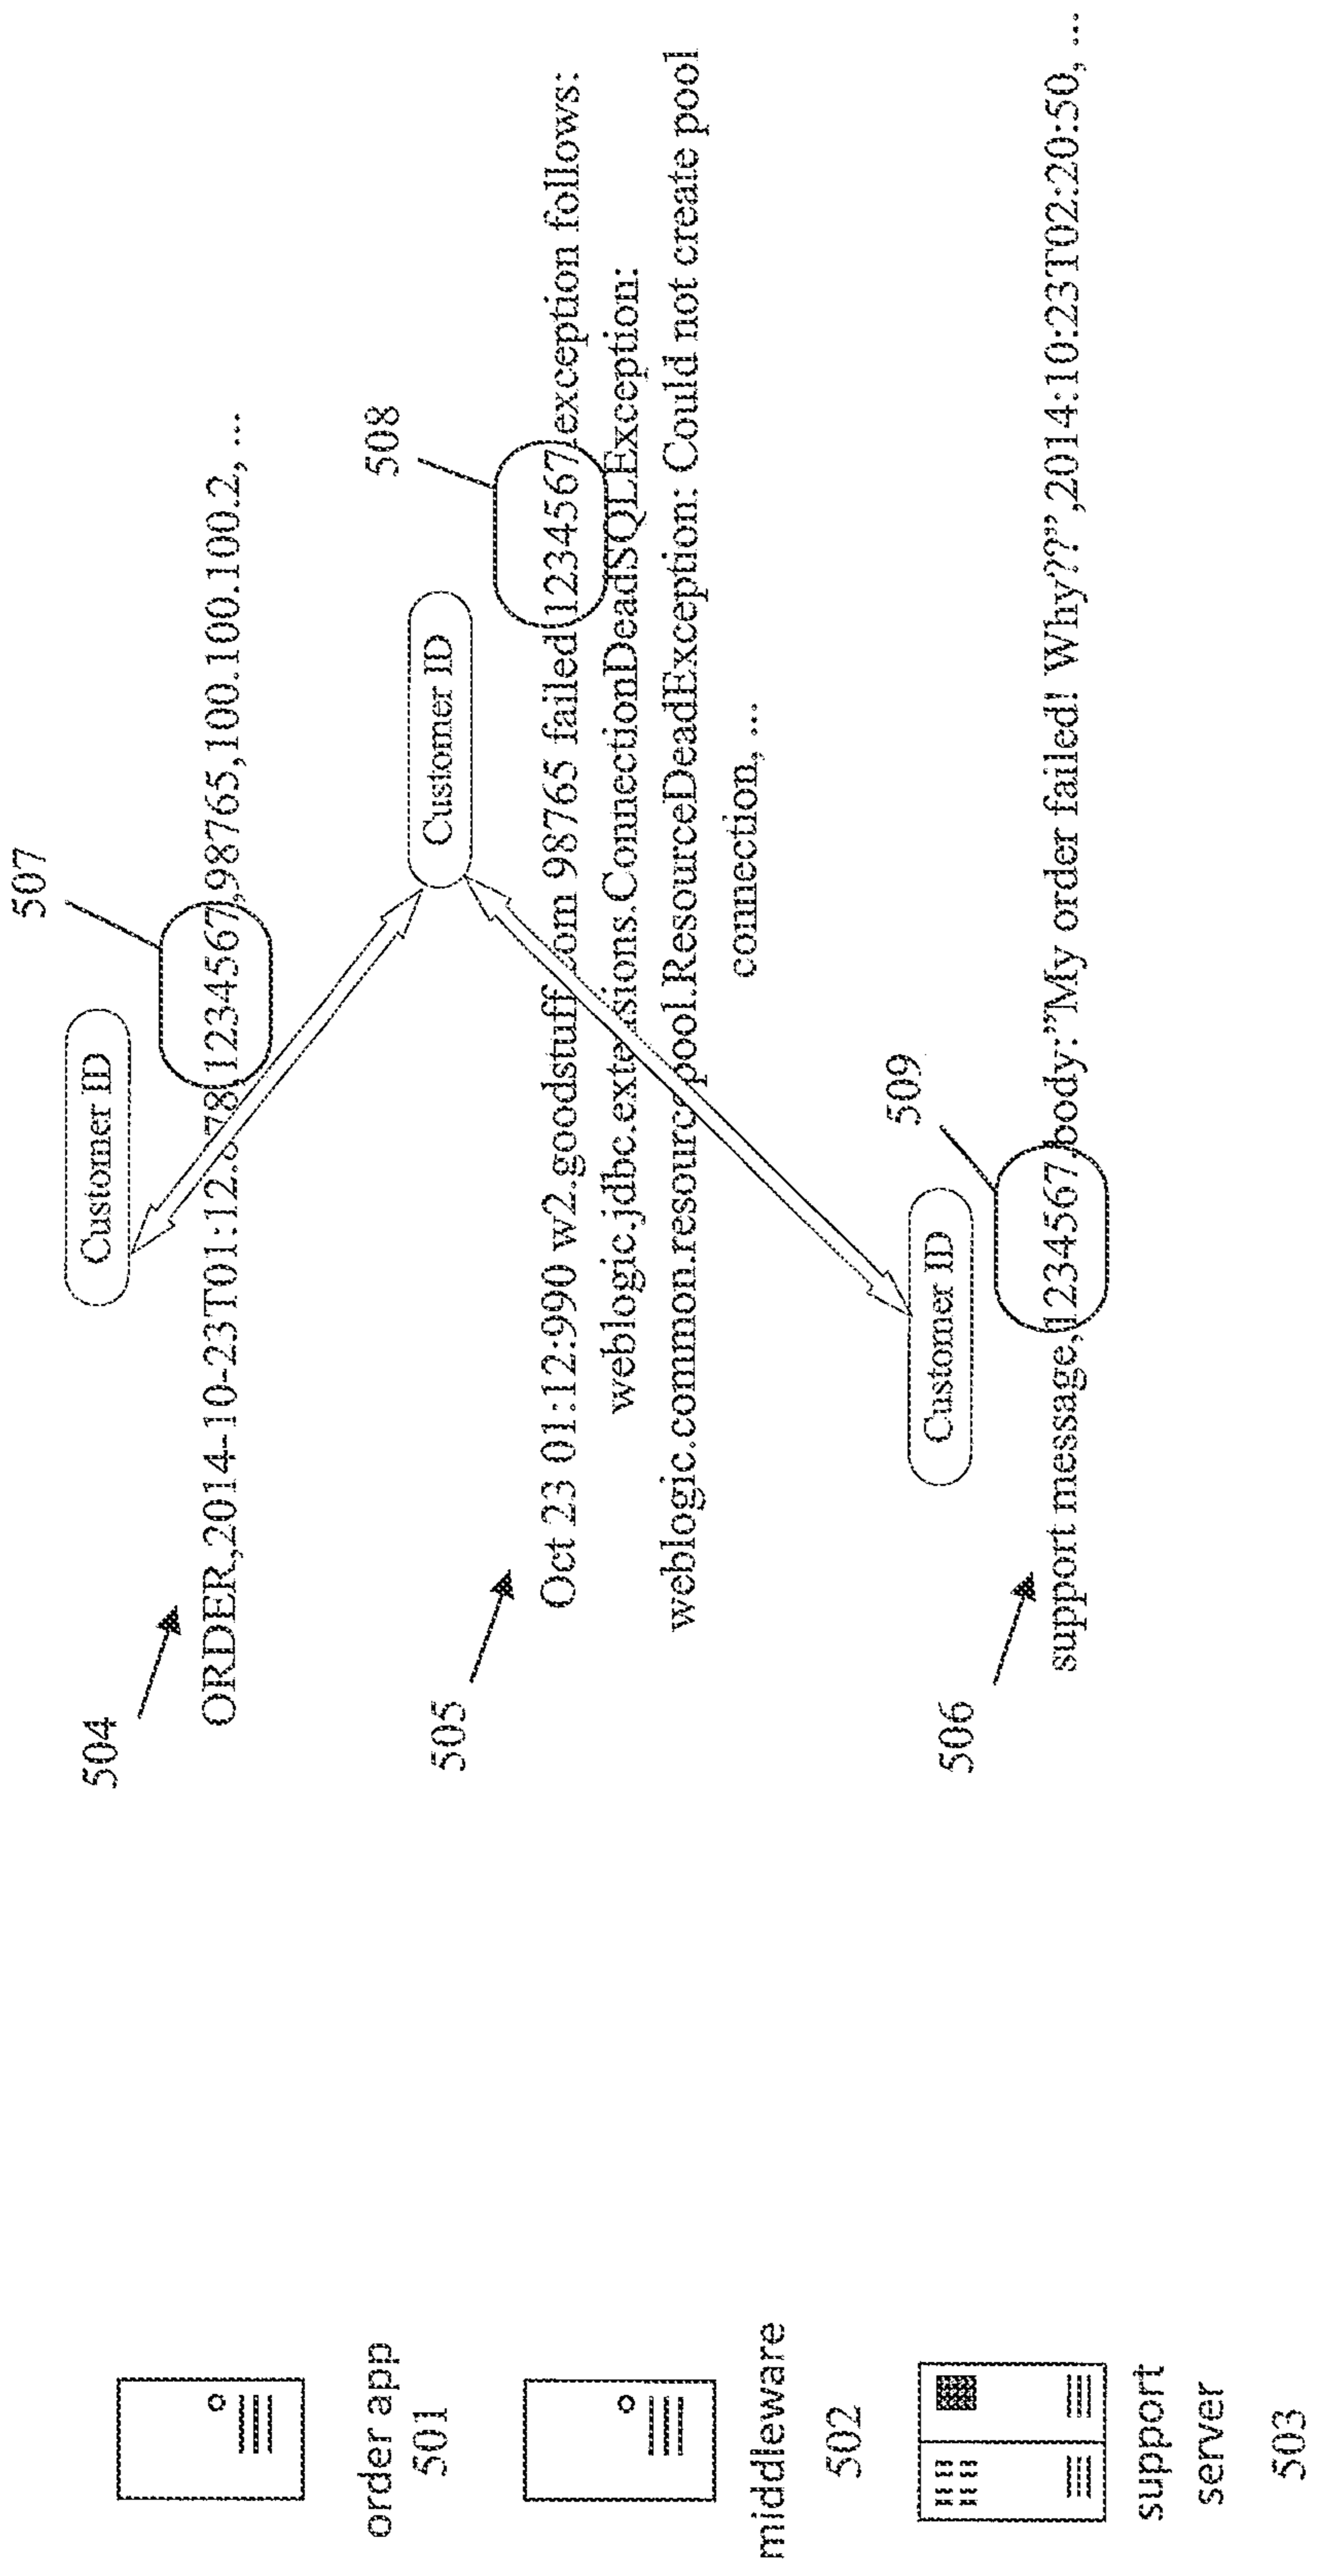 507
Customer ID
504
ORDER,2014-10-23T01:12.878 1234567,98765,100.100.100.2, ...
order app
501
508
Customer ID
505
Oct 23 01:12:990 w2.goodstuff.com 98765 failed 1234567 exception follows:
weblogic.jdbc.extensions.ConnectionDeadSQLException:
weblogic.common.resourcepool.ResourceDeadException: Could not create pool
connection, ...
middleware
502
509
Customer ID
506
support message,1234567,body:”My order failed! Why??”,2014:10:23T02:20:50, ...
support
server
503